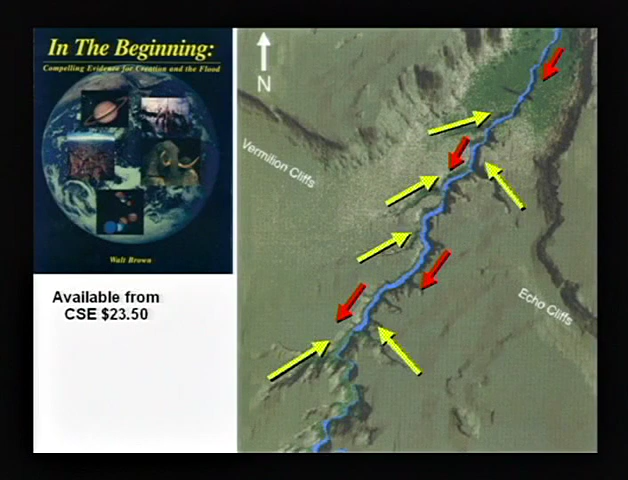 In The Beginning:
Compelling Evidence for Creation and the Flood
Walt Brown
Available from
CSE $23.50
N
Vermilion Cliffs
Echo Cliffs